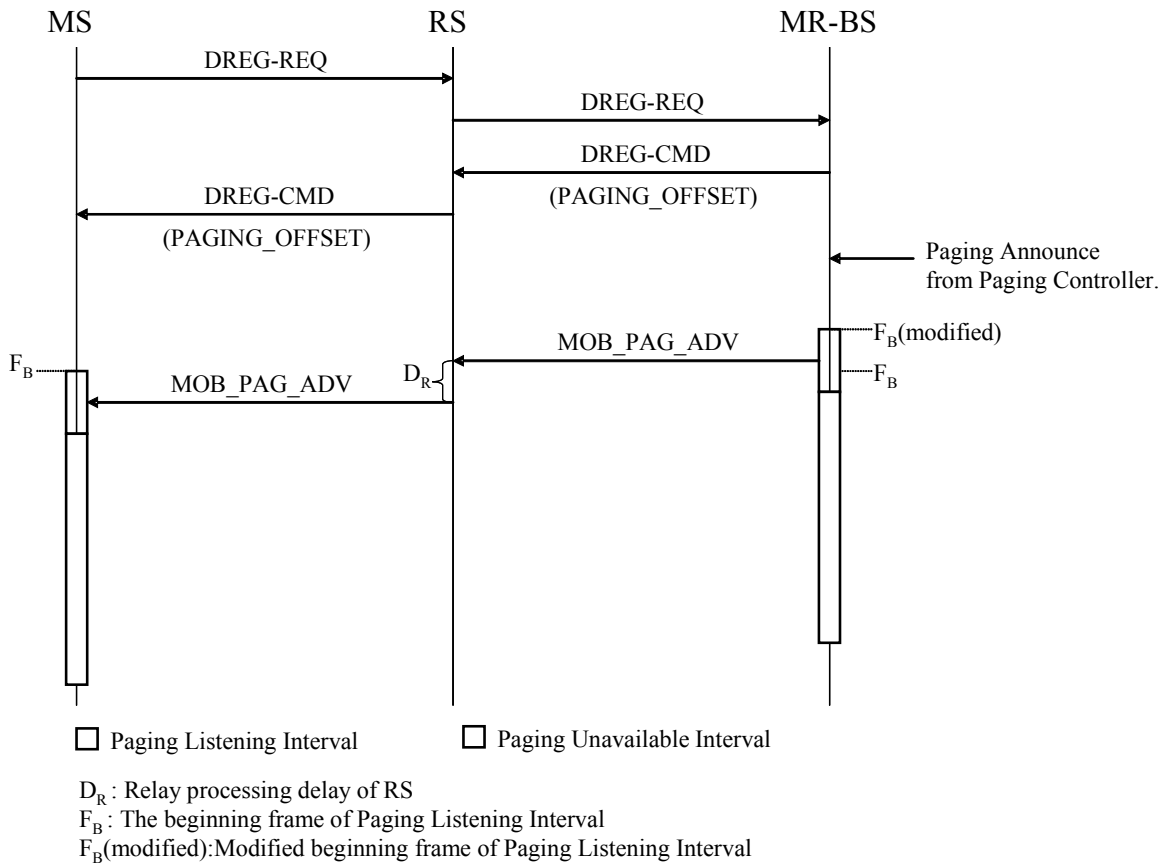 MS RS MR-BS
DREG-REQ
DREG-REQ
DREG-CMD
(PAGING_OFFSET)
DREG-CMD
(PAGING_OFFSET)
Paging Announce
from Paging Controller.
F_B(modified)
MOB_PAG_ADV
F_B
D_R
F_B
MOB_PAG_ADV
Paging Listening Interval
Paging Unavailable Interval
D_R : Relay processing delay of RS
F_B : The beginning frame of Paging Listening Interval
F_B(modified):Modified beginning frame of Paging Listening Interval